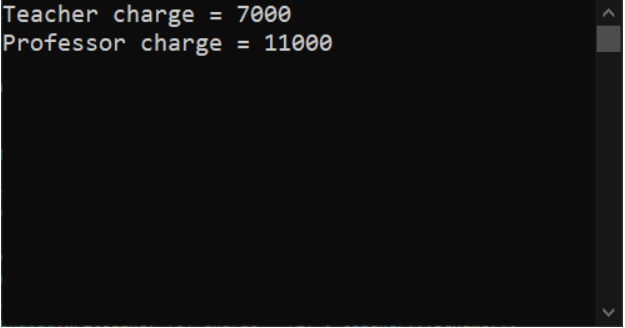 Teacher charge = 7000
Professor charge = 11000